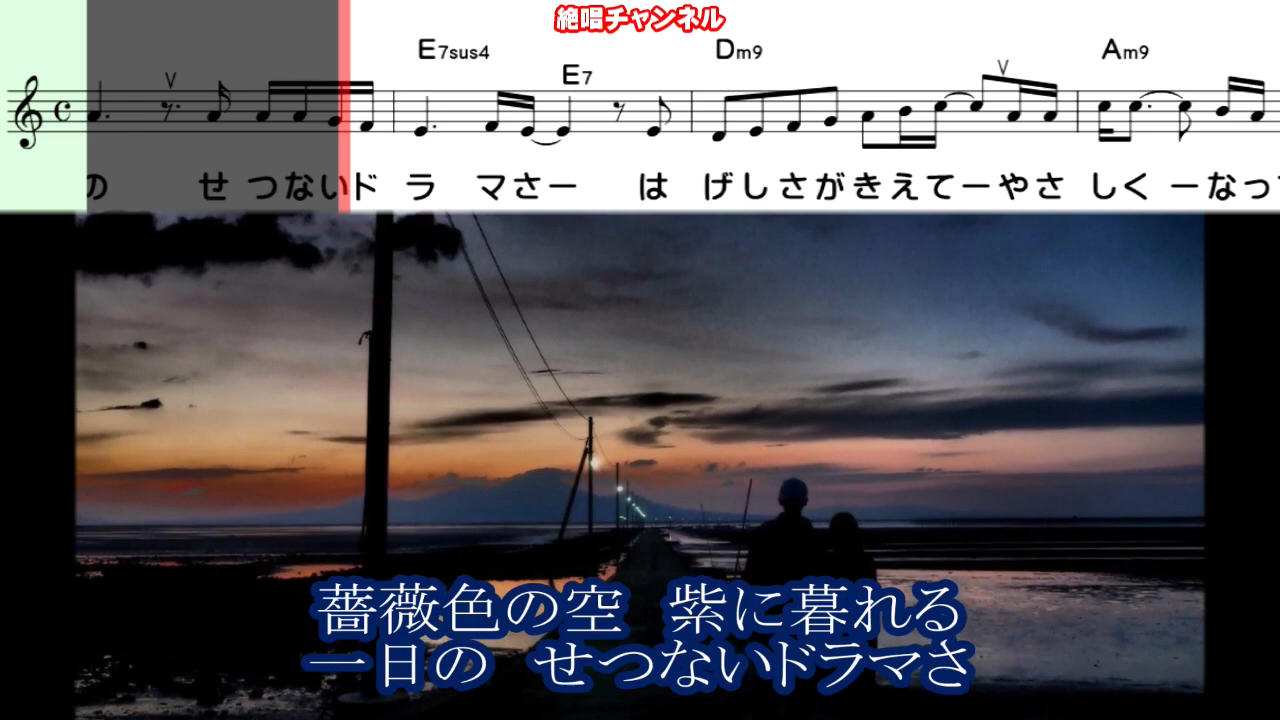 絶唱チャンネル
E7sus4 E7 Dm9 Am9
の せつないドラ マさー は げしさがきえてーやさ しく ーなっ
薔薇色の空 紫に暮れる
一日の せつないドラマさ